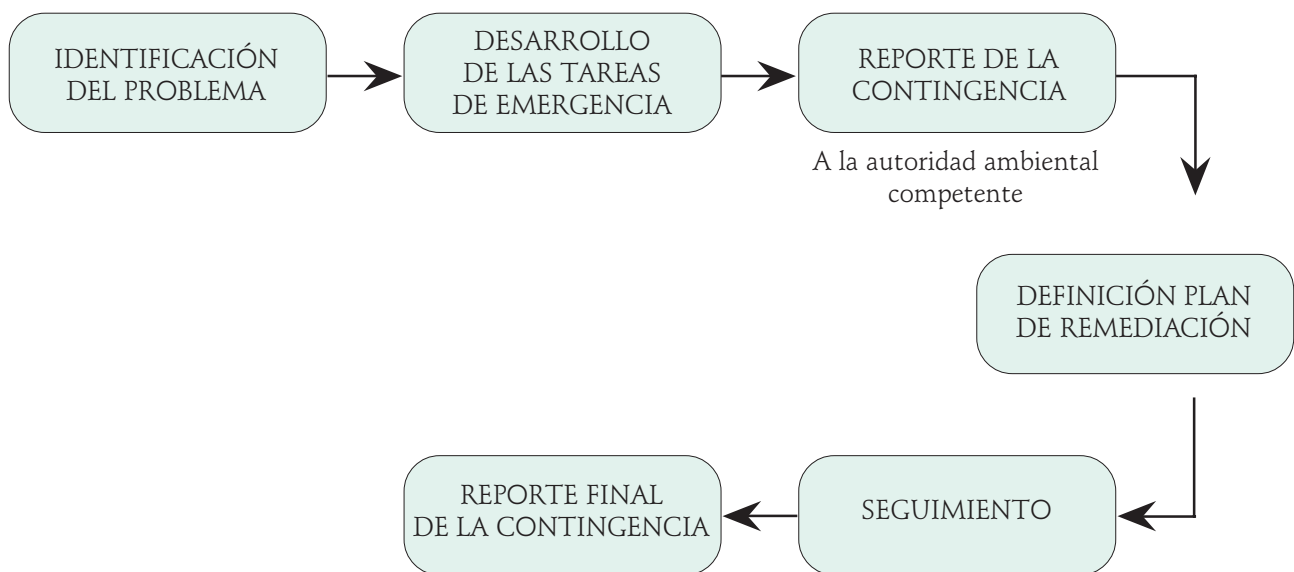 IDENTIFICACIÓN
DEL PROBLEMA
DESARROLLO
DE LAS TAREAS
DE EMERGENCIA
REPORTE DE LA
CONTINGENCIA
A la autoridad ambiental
competente
DEFINICIÓN PLAN
DE REMEDIACIÓN
SEGUIMIENTO
REPORTE FINAL
DE LA CONTINGENCIA